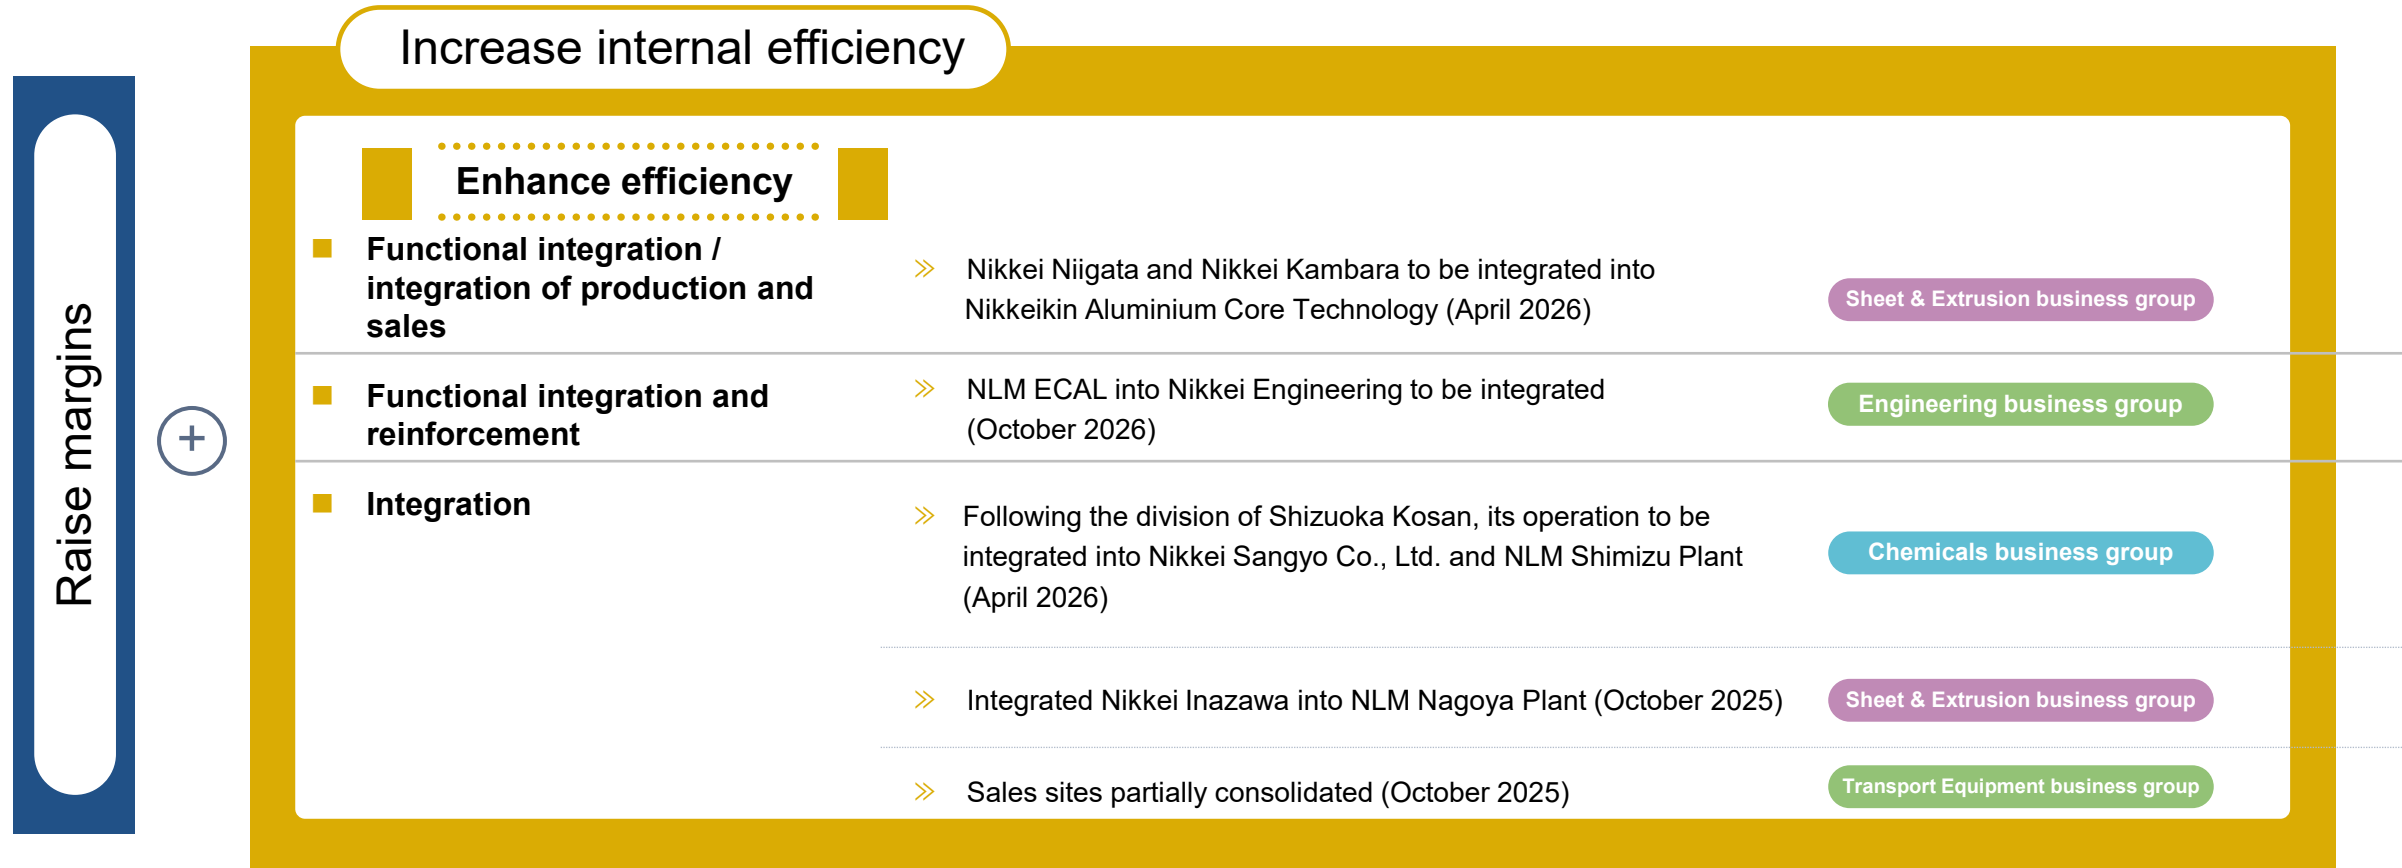 Increase internal efficiency
Raise margins
+
Enhance efficiency
Functional integration /
integration of production and
sales
Nikkei Niigata and Nikkei Kambara to be integrated into
Nikkeikin Aluminium Core Technology (April 2026)
Sheet & Extrusion business group
Functional integration and
reinforcement
NLM ECAL into Nikkei Engineering to be integrated
(October 2026)
Engineering business group
Integration
Following the division of Shizuoka Kosan, its operation to be
integrated into Nikkei Sangyo Co., Ltd. and NLM Shimizu Plant
(April 2026)
Chemicals business group
Integrated Nikkei Inazawa into NLM Nagoya Plant (October 2025)
Sheet & Extrusion business group
Sales sites partially consolidated (October 2025)
Transport Equipment business group